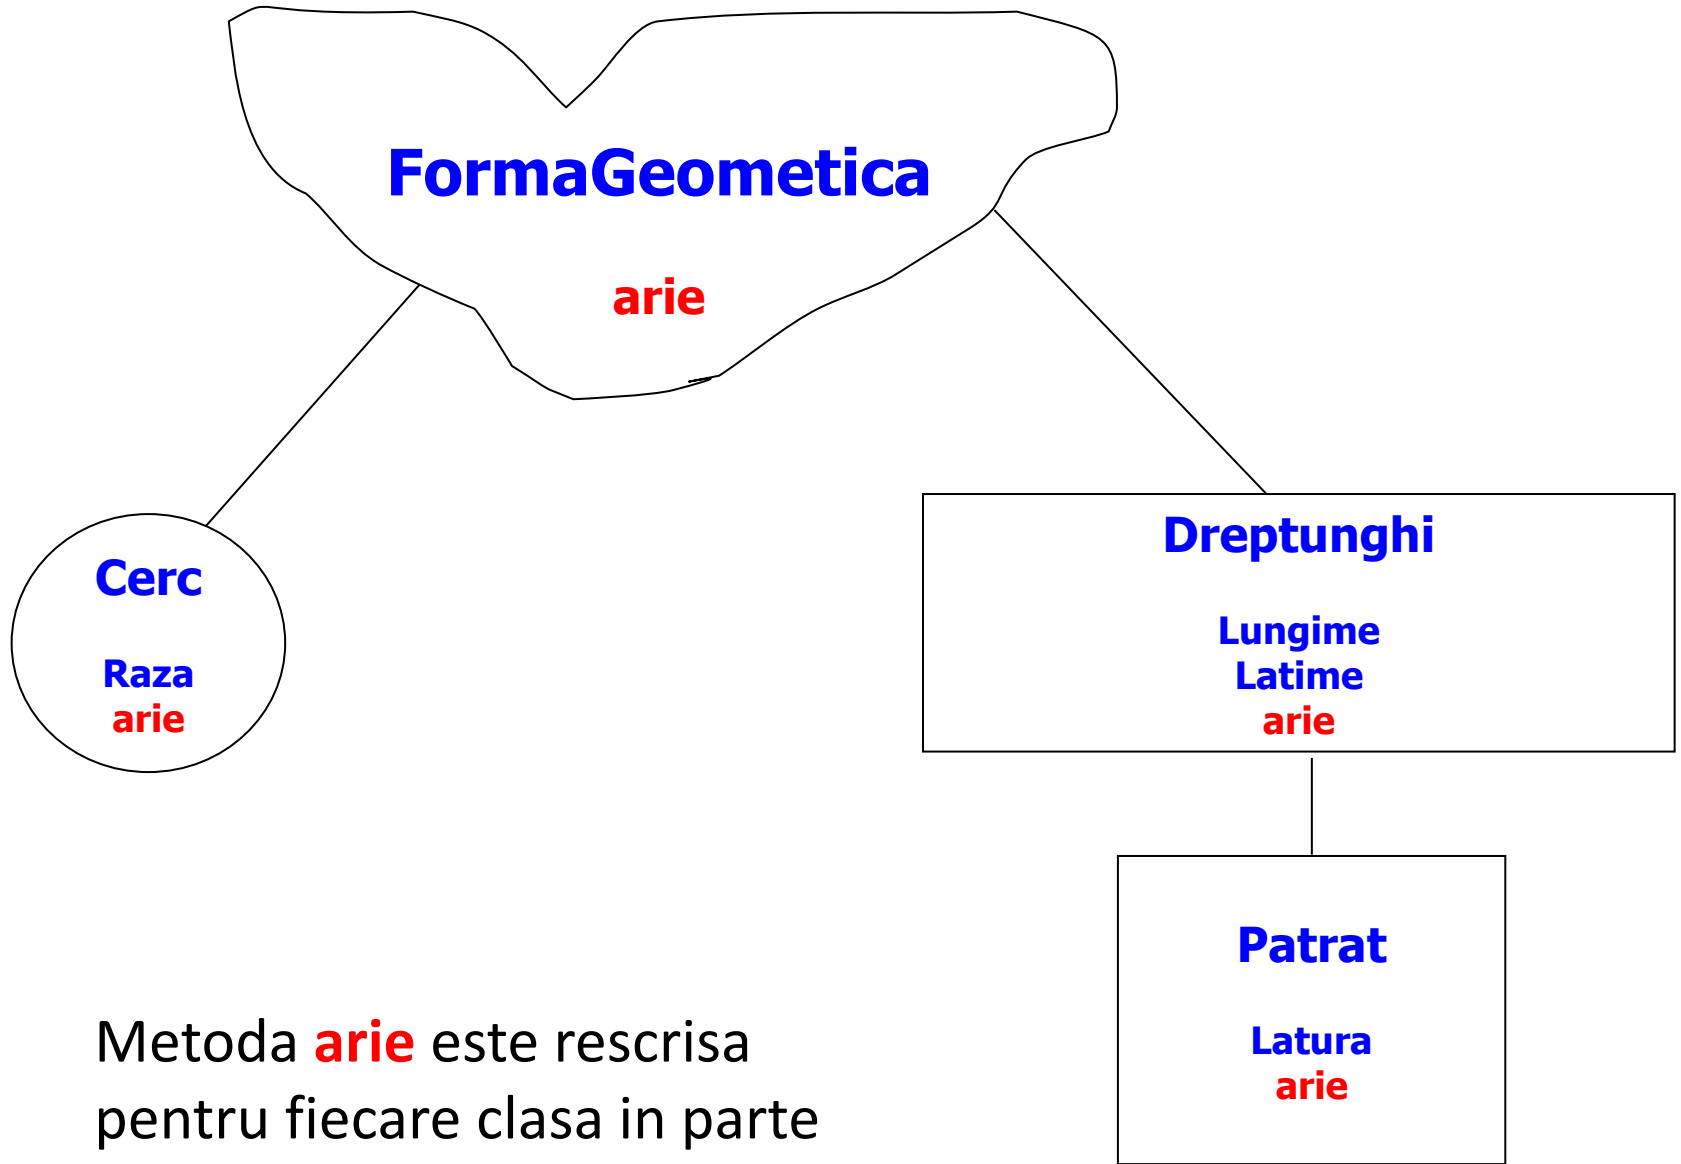 FormaGeometica
arie
Cerc
Raza
arie
Dreptunghi
Lungime
Latime
arie
Patrat
Latura
arie
Metoda arie este rescrisa
pentru fiecare clasa in parte